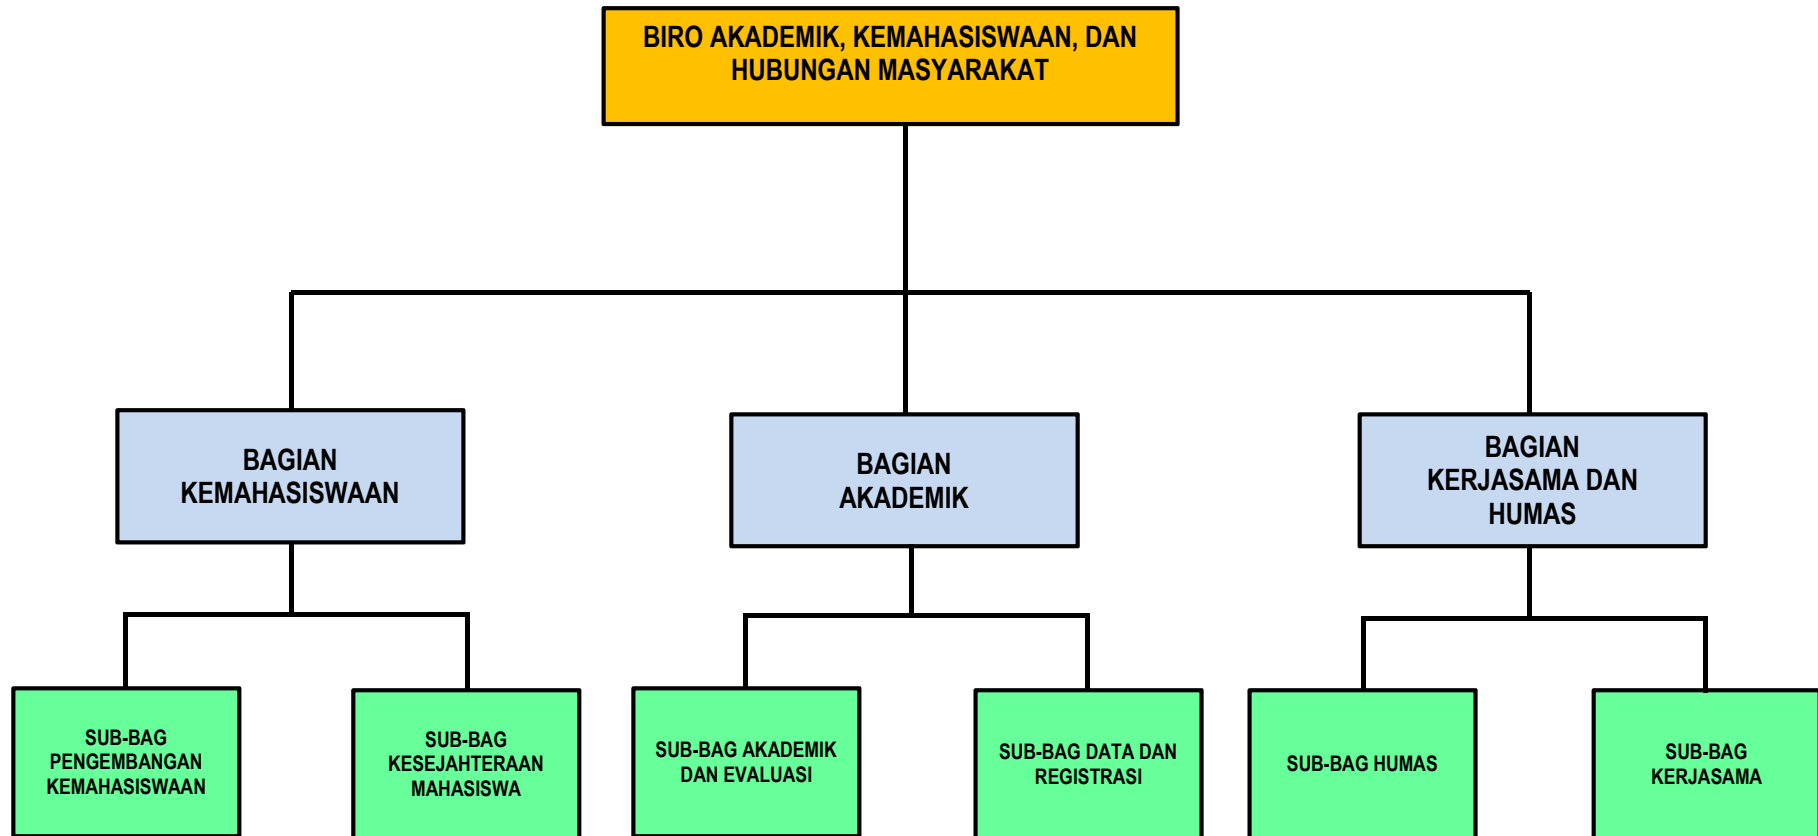 BIRO AKADEMIK, KEMAHASISWAAN, DAN
HUBUNGAN MASYARAKAT
BAGIAN
KEMAHASISWAAN
BAGIAN
AKADEMIK
BAGIAN
KERJASAMA DAN
HUMAS
SUB-BAG
PENGEMBANGAN
KEMAHASISWAAN
SUB-BAG
KESEJAHTERAAN
MAHASISWA
SUB-BAG AKADEMIK
DAN EVALUASI
SUB-BAG DATA DAN
REGISTRASI
SUB-BAG HUMAS
SUB-BAG
KERJASAMA